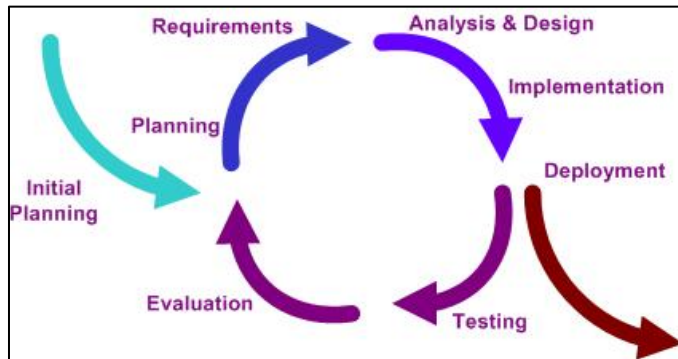 Requirements
Analysis & Design
Implementation
Planning
Deployment
Initial
Planning
Evaluation
Testing